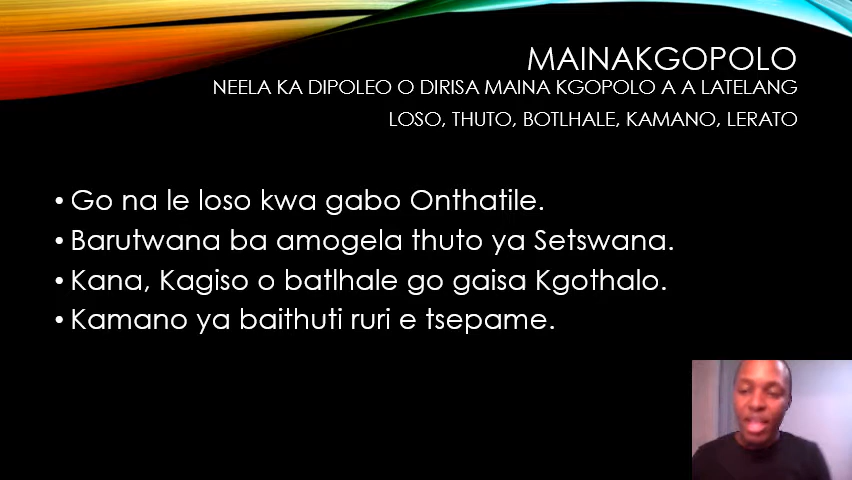 MAINAKGOPOLO
NEELA KA DIPOLEO O DIRISA MAINA KGOPOLO A A LATELANG
LOSO, THUTO, BOTLHALE, KAMANO, LERATO
• Go na le loso kwa gabo Onthatile.
• Barutwana ba amogela thuto ya Setswana.
• Kana, Kagiso o batlhale go gaisa Kgothalo.
• Kamano ya baithuti ruri e tsepame.